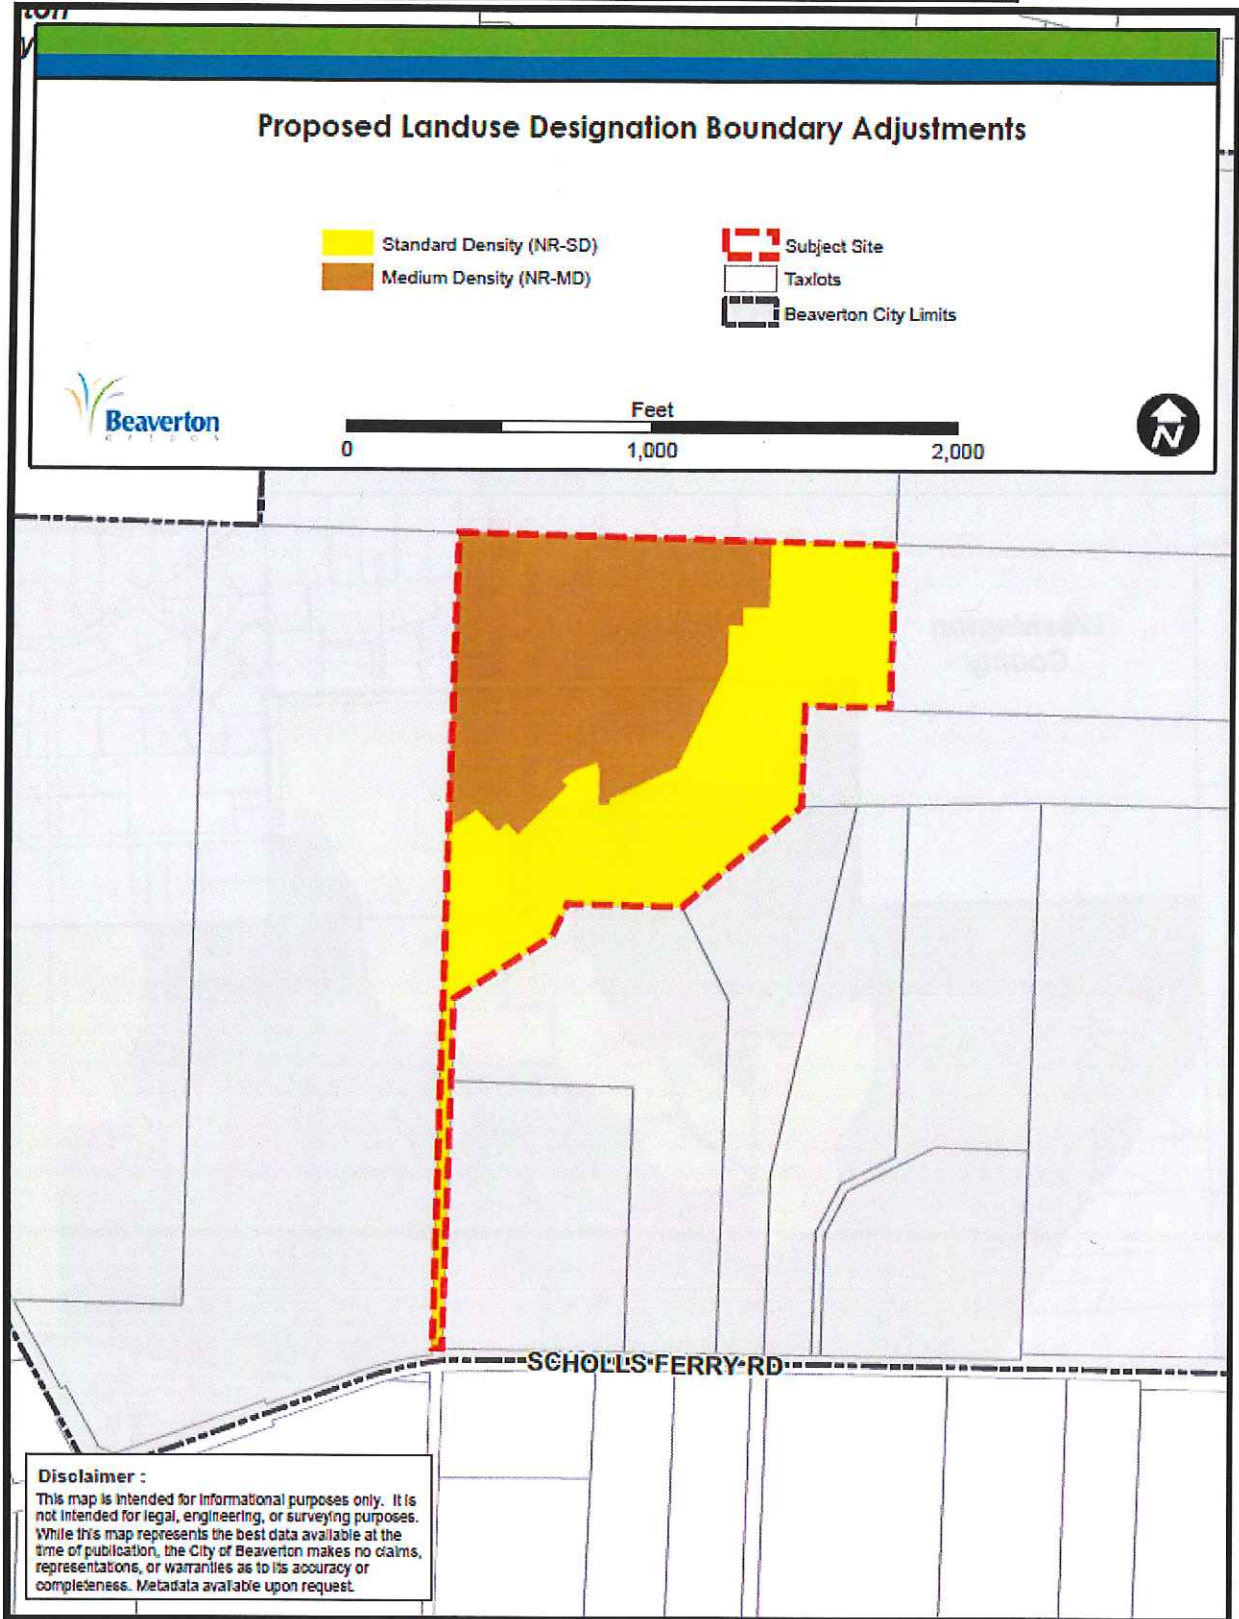 Proposed Landuse Designation Boundary Adjustments
Standard Density (NR-SD)
Medium Density (NR-MD)
Subject Site
Taxlots
Beaverton City Limits
Beaverton
OREGON
Feet
0 1,000 2,000
N
SCHOLLS FERRY RD
Disclaimer :
This map is intended for informational purposes only. It is
not intended for legal, engineering, or surveying purposes.
While this map represents the best data available at the
time of publication, the City of Beaverton makes no claims,
representations, or warranties as to its accuracy or
completeness. Metadata available upon request.